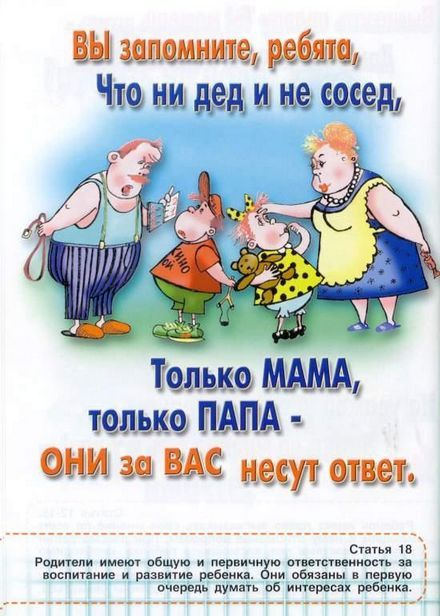 ВЫ запомните, ребята,
Что ни дед и не сосед,
Только МАМА,
только ПАПА -
ОНИ за ВАС несут ответ.
Статья 18
Родители имеют общую и первичную ответственность за
воспитание и развитие ребенка. Они обязаны в первую
очередь думать об интересах ребенка.